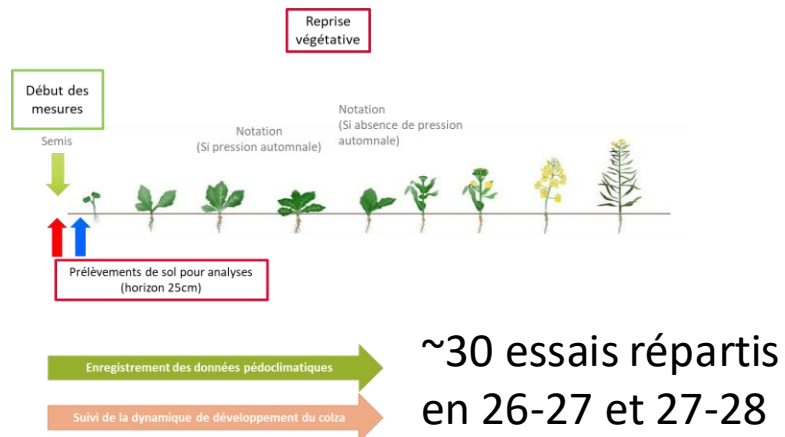 Reprise
végétative
Début des
mesures
Notation
(Si pression automnale)
Notation
(Si absence de pression
automnale)
Semis
Prélèvements de sol pour analyses
(horizon 25cm)
Enregistrement des données pédoclimatiques
Suivi de la dynamique de développement du colza
~30 essais répartis
en 26-27 et 27-28